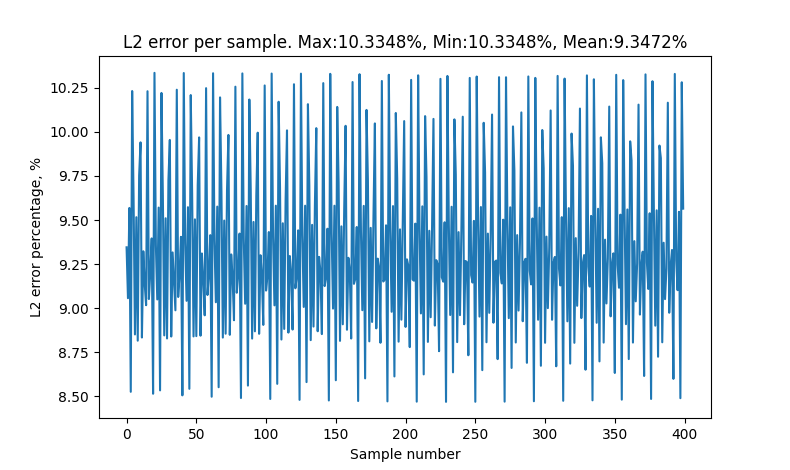 L2 error per sample. Max:10.3348%, Min:10.3348%, Mean:9.3472%
L2 error percentage, %
10.25
10.00
9.75
9.50
9.25
9.00
8.75
8.50
0 50 100 150 200 250 300 350 400
Sample number